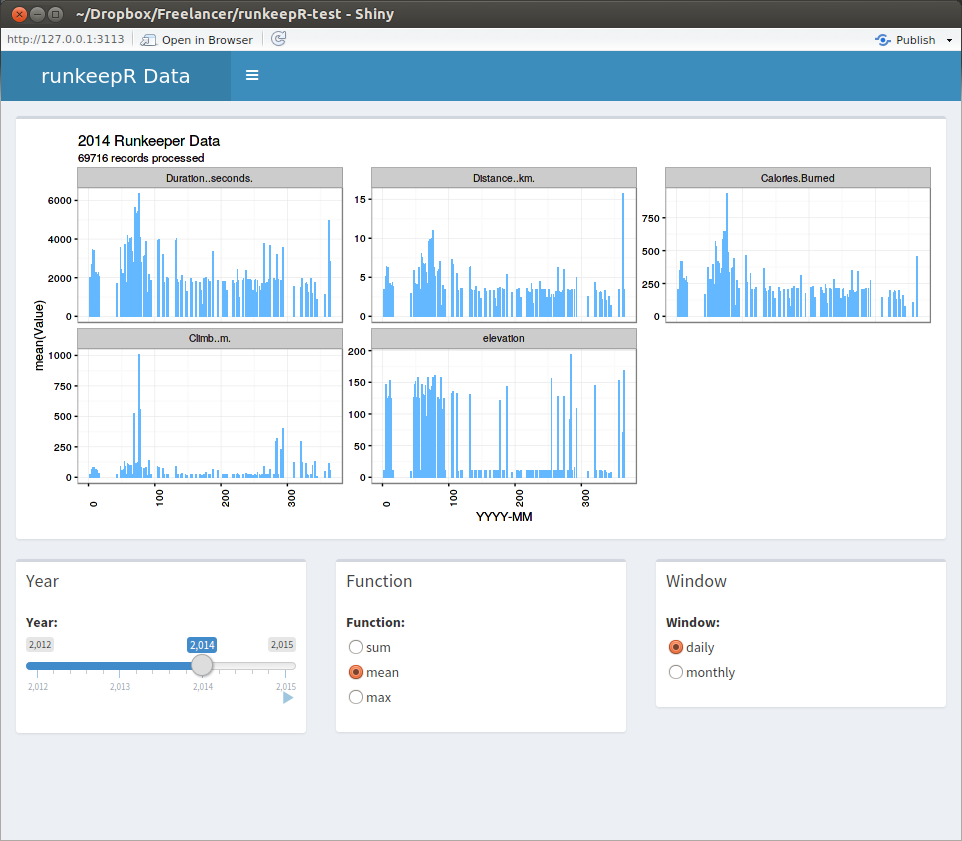 ~/Dropbox/Freelancer/runkeepR-test - Shiny
http://127.0.0.1:3113 Open in Browser Publish
runkeepR Data
2014 Runkeeper Data
69716 records processed
Duration..seconds. Distance..km. Calories.Burned
6000
4000
2000
0
15
10
5
0
750
500
250
0
mean(Value)
Climb..m. elevation
1000
750
500
250
0
200
150
100
50
0
0 100 200 300
0 100 200 300
YYYY-MM
Year
Year:
2,012 2,014 2,015
2,012 2,013 2,014 2,015
Function
Function:
sum
mean
max
Window
Window:
daily
monthly